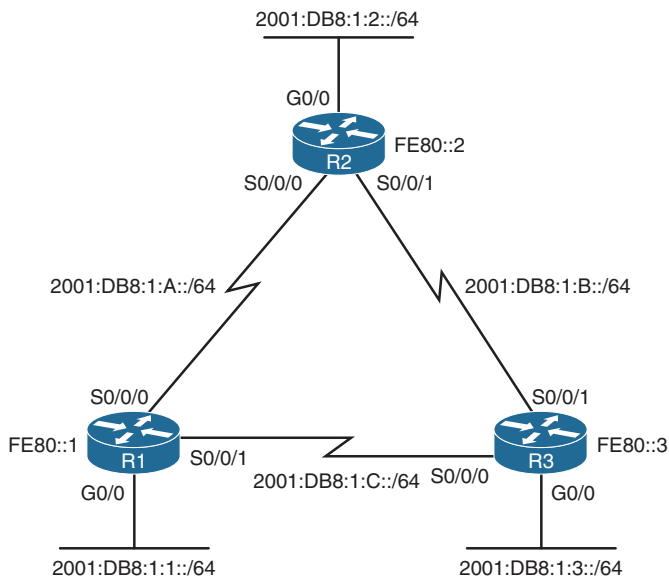 2001:DB8:1:2::/64
G0/0
R2
FE80::2
S0/0/0
S0/0/1
2001:DB8:1:A::/64
2001:DB8:1:B::/64
S0/0/0
S0/0/1
FE80::1
R1
S0/0/1
2001:DB8:1:C::/64
S0/0/0
R3
FE80::3
G0/0
G0/0
2001:DB8:1:1::/64
2001:DB8:1:3::/64